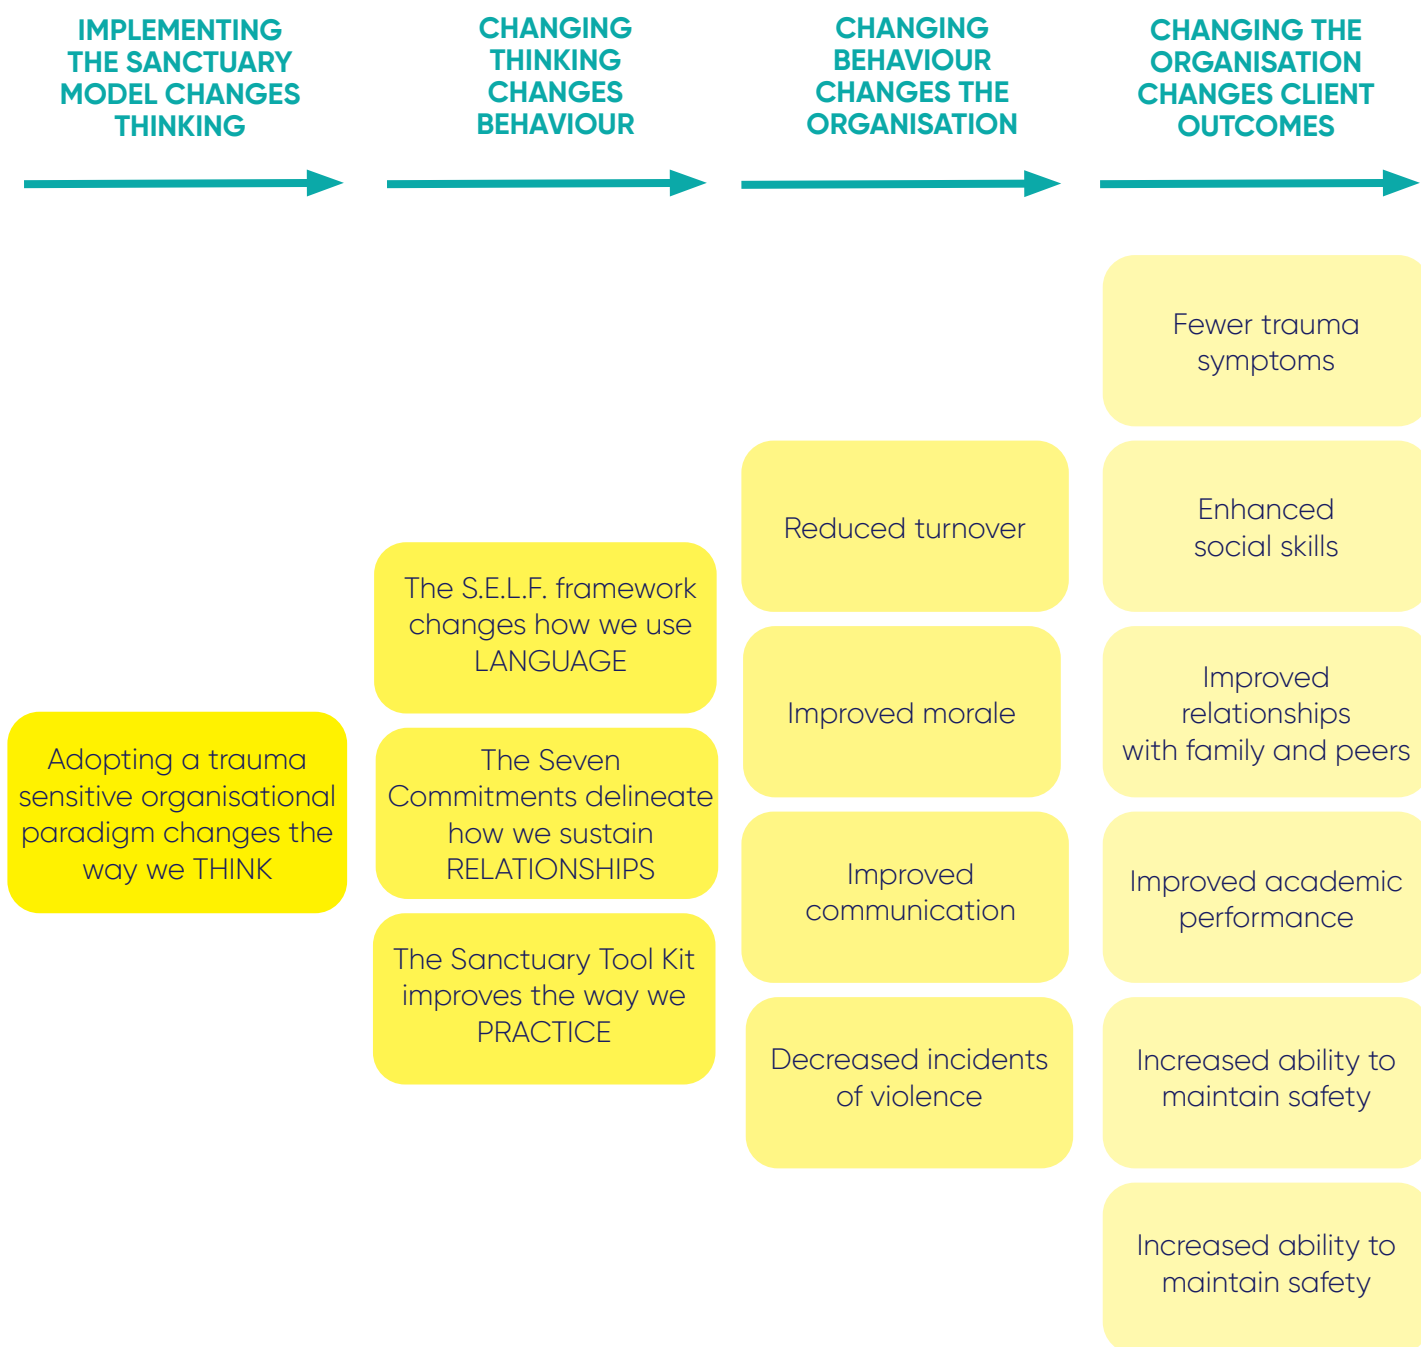 IMPLEMENTING
THE SANCTUARY
MODEL CHANGES
THINKING
CHANGING
THINKING
CHANGES
BEHAVIOUR
CHANGING
BEHAVIOUR
CHANGES THE
ORGANISATION
CHANGING THE
ORGANISATION
CHANGES CLIENT
OUTCOMES
Adopting a trauma
sensitive organisational
paradigm changes the
way we THINK
The S.E.L.F. framework
changes how we use
LANGUAGE
The Seven
Commitments delineate
how we sustain
RELATIONSHIPS
The Sanctuary Tool Kit
improves the way we
PRACTICE
Reduced turnover
Improved morale
Improved
communication
Decreased incidents
of violence
Fewer trauma
symptoms
Enhanced
social skills
Improved
relationships
with family and peers
Improved academic
performance
Increased ability to
maintain safety
Increased ability to
maintain safety